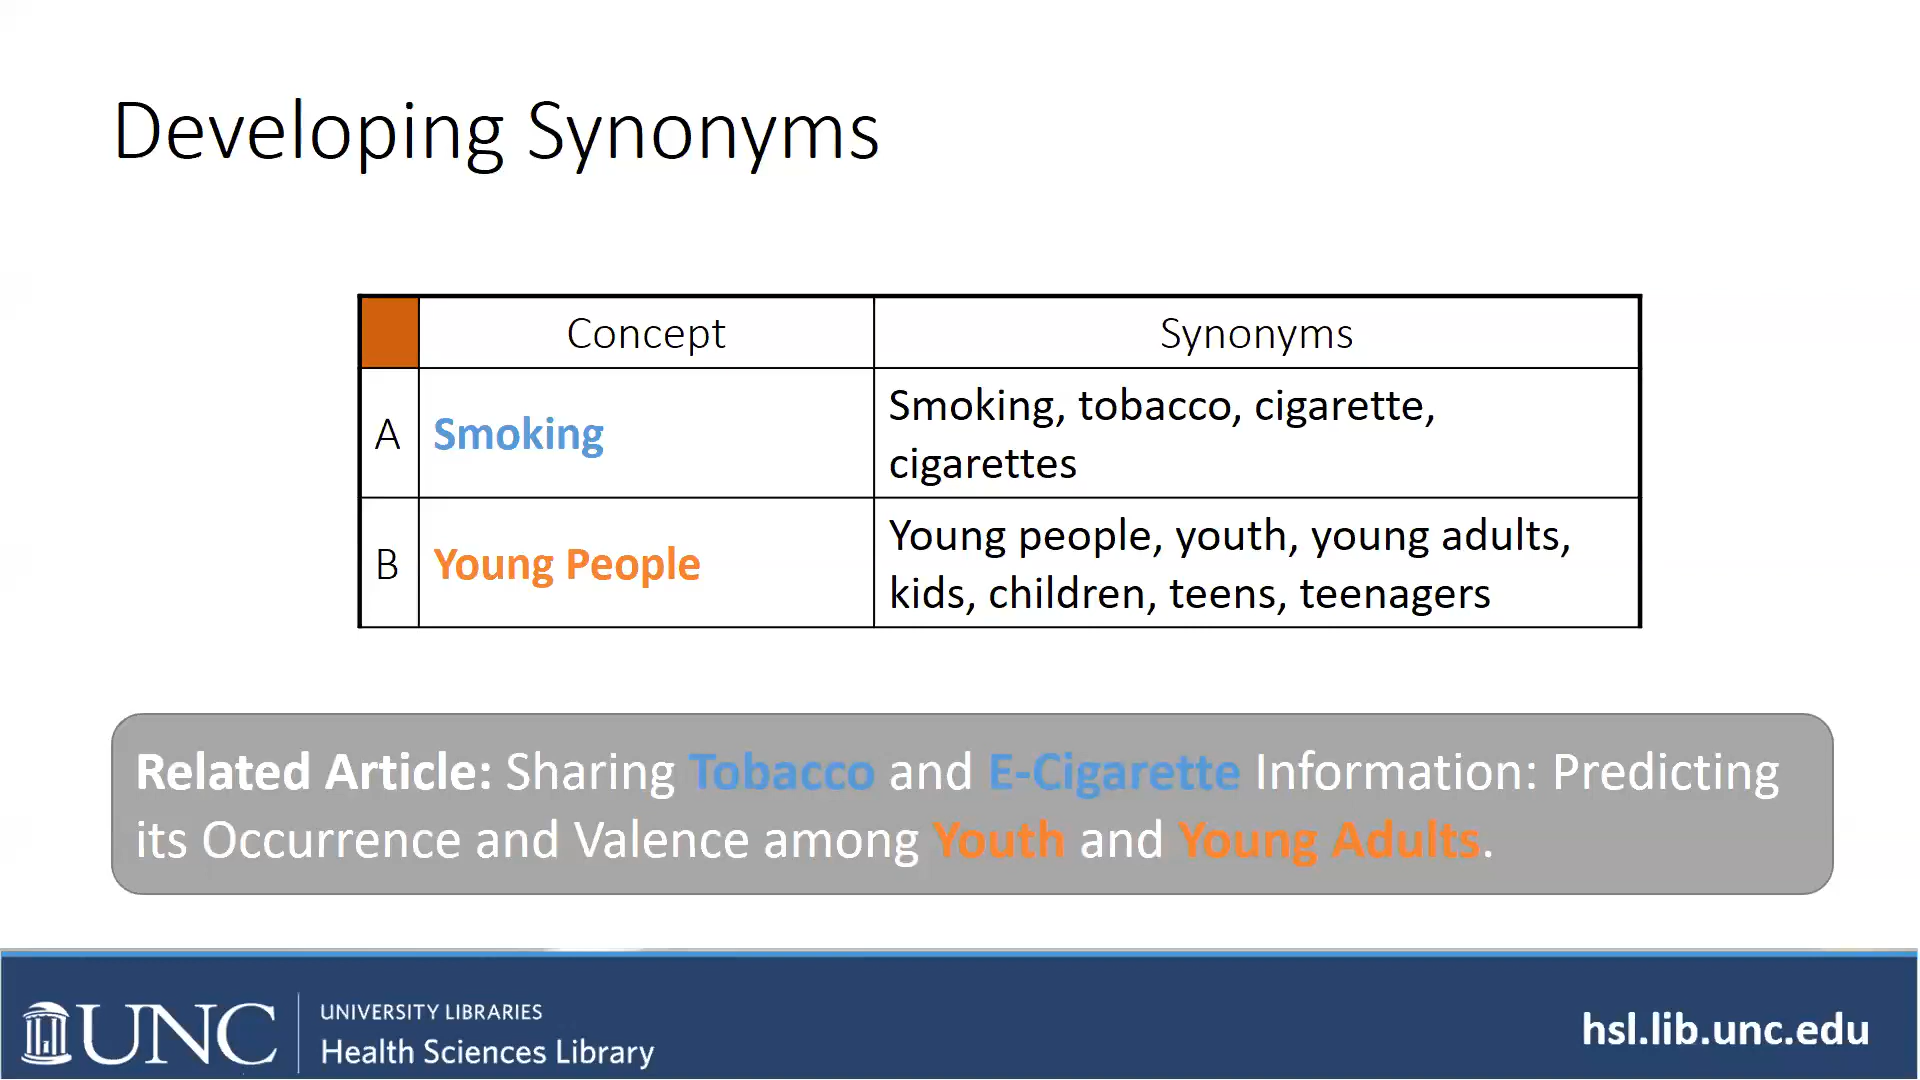 Developing Synonyms
Concept
Synonyms
A
Smoking
Smoking, tobacco, cigarette,
cigarettes
B
Young People
Young people, youth, young adults,
kids, children, teens, teenagers
Related Article: Sharing Tobacco and E-Cigarette Information: Predicting
its Occurrence and Valence among Youth and Young Adults.
UNC
UNIVERSITY LIBRARIES
Health Sciences Library
hsl.lib.unc.edu